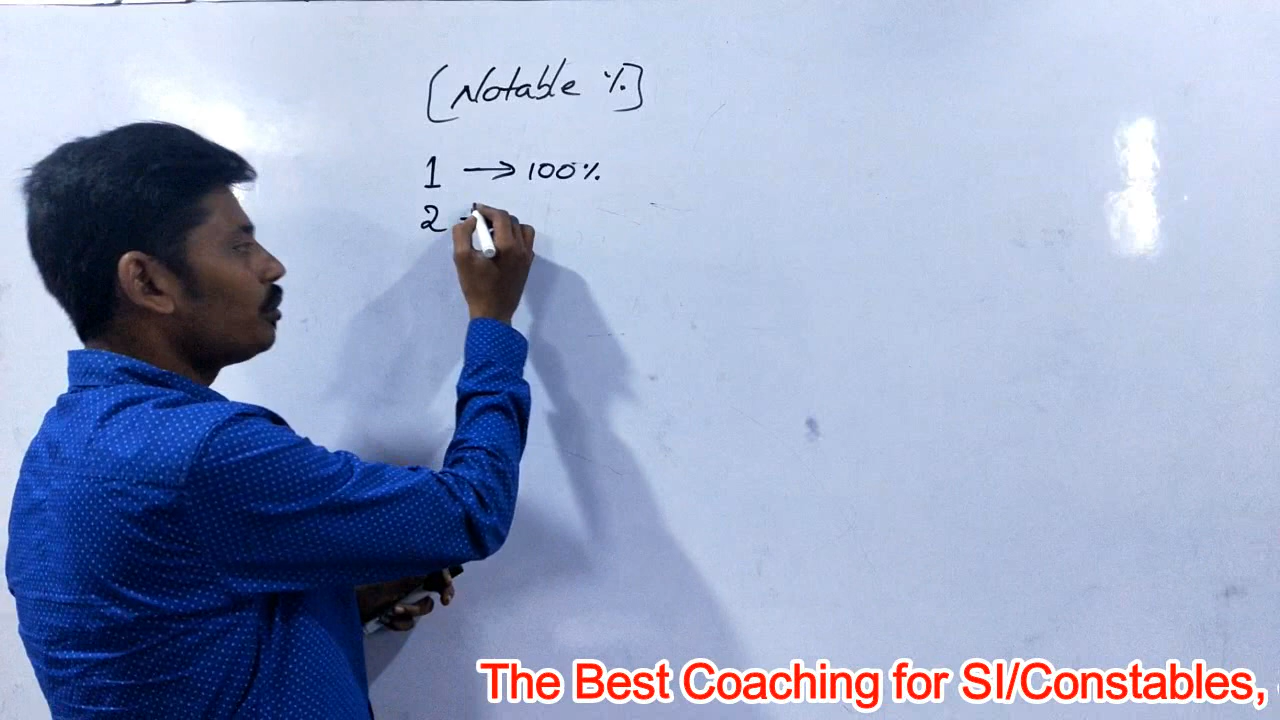 [Notable %]
1 → 100%
2
The Best Coaching for SI/Constables,